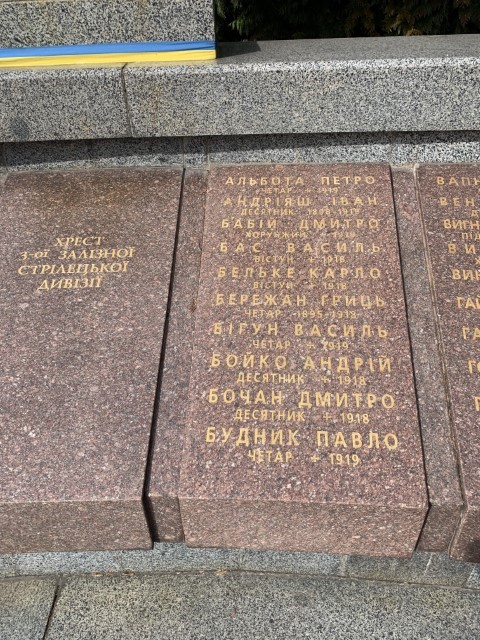 ХРЕСТ
3-ОЇ ЗАЛІЗНОЇ
СТРІЛЕЦЬКОЇ
ДИВІЗІЇ
АЛЬБОТА ПЕТРО
ЧЕТАР + 1919
АНДРІЯШ ІВАН
ДЕСЯТНИК 1898-1919
БАБІЙ ДМИТРО
ХОРУНЖИЙ + 1919
БАС ВАСИЛЬ
ВІСТУН + 1918
БЕЛЬКЕ КАРЛО
ВІСТУН + 1918
БЕРЕЖАН ГРИЦЬ
ЧЕТАР 1895-1918
БІГУН ВАСИЛЬ
ЧЕТАР + 1919
БОЙКО АНДРІЙ
ДЕСЯТНИК + 1918
БОЧАН ДМИТРО
ДЕСЯТНИК + 1918
БУДНИК ПАВЛО
ЧЕТАР + 1919